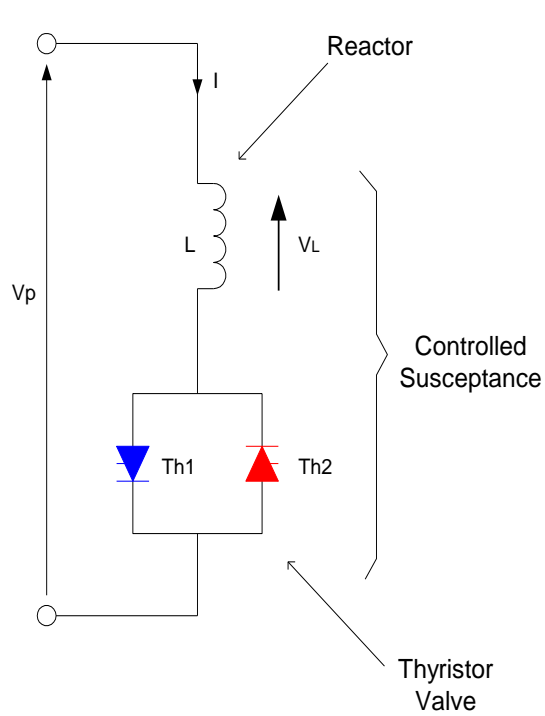 Reactor
I
L
VL
Vp
Controlled
Susceptance
Th1
Th2
Thyristor
Valve